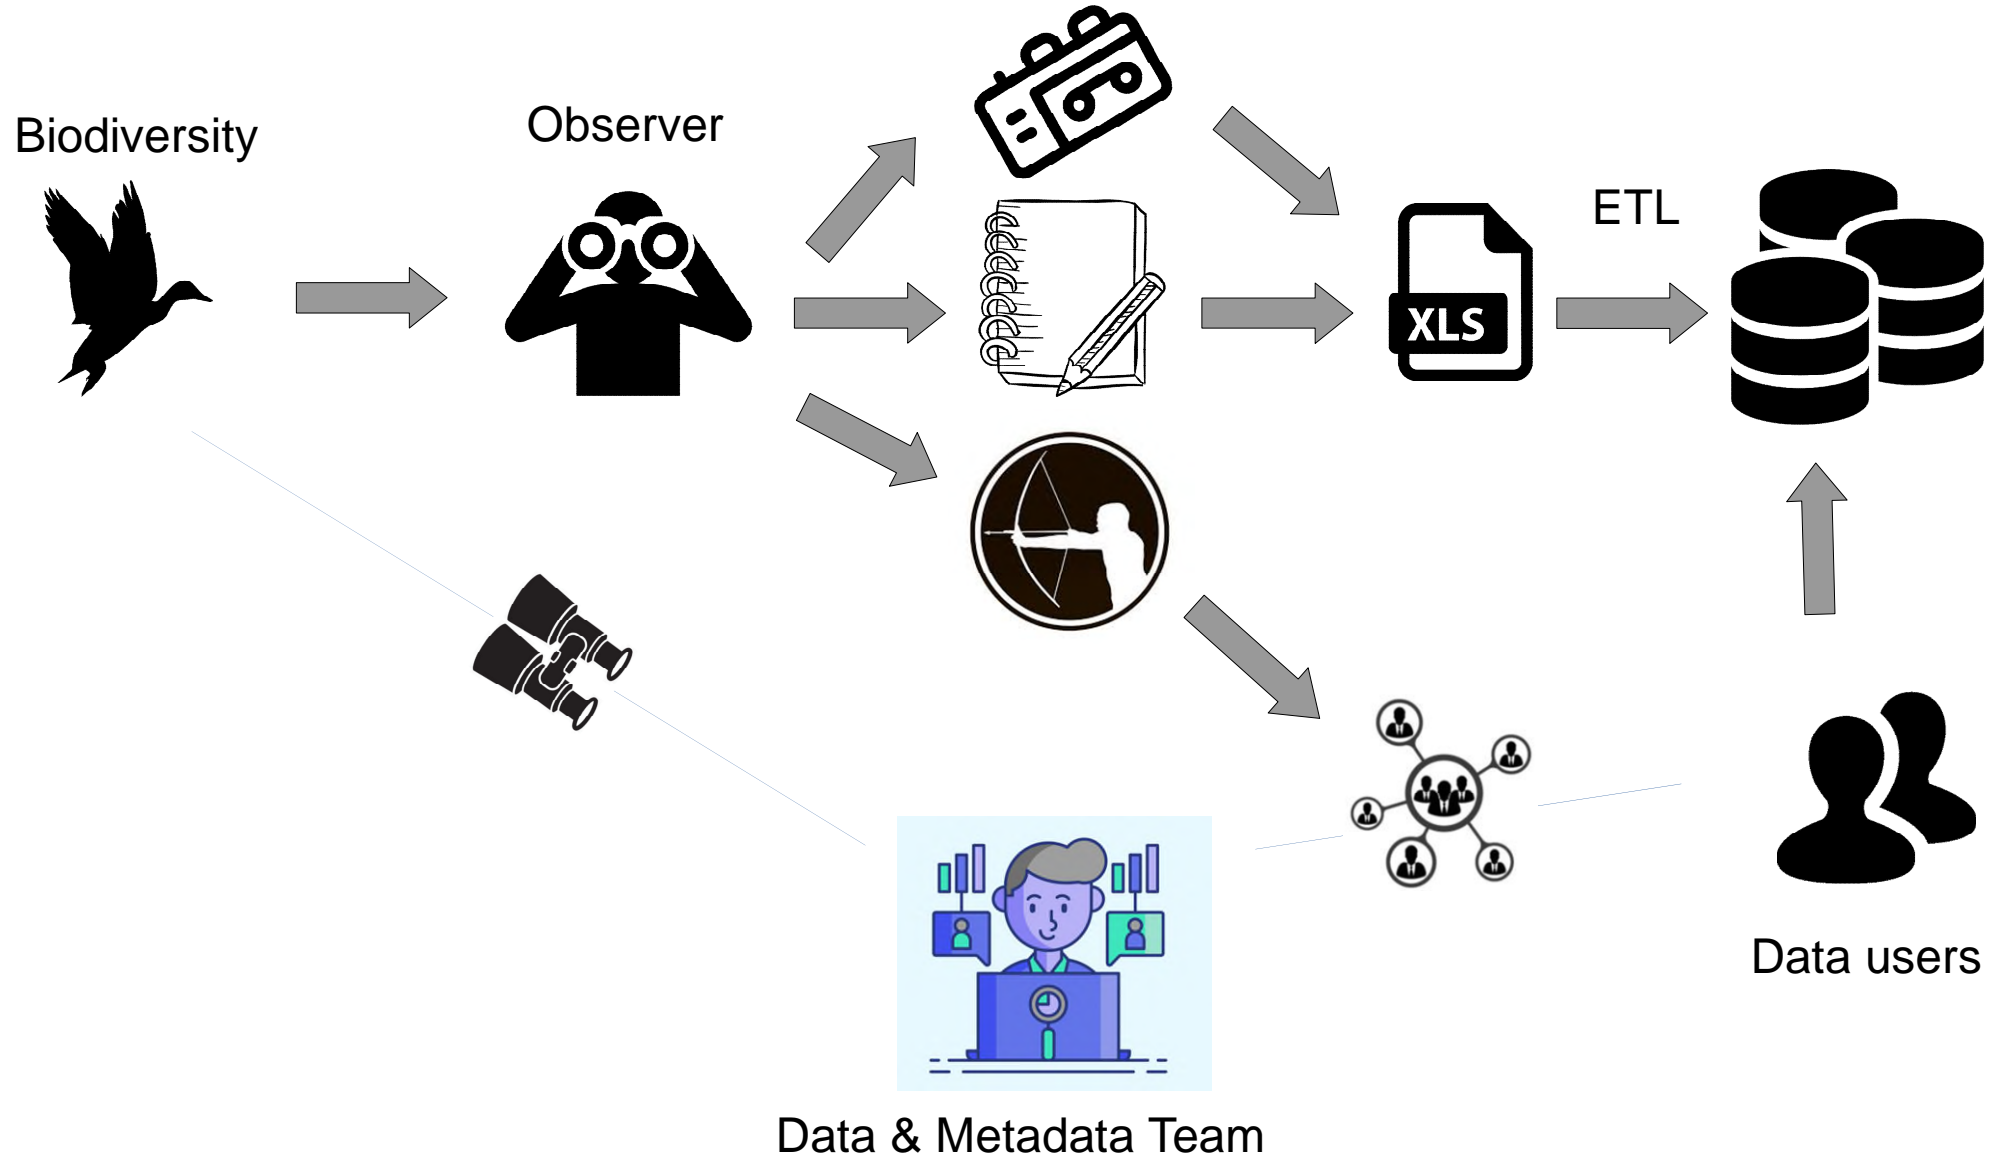 Biodiversity
Observer
ETL
XLS
Data users
Data & Metadata Team